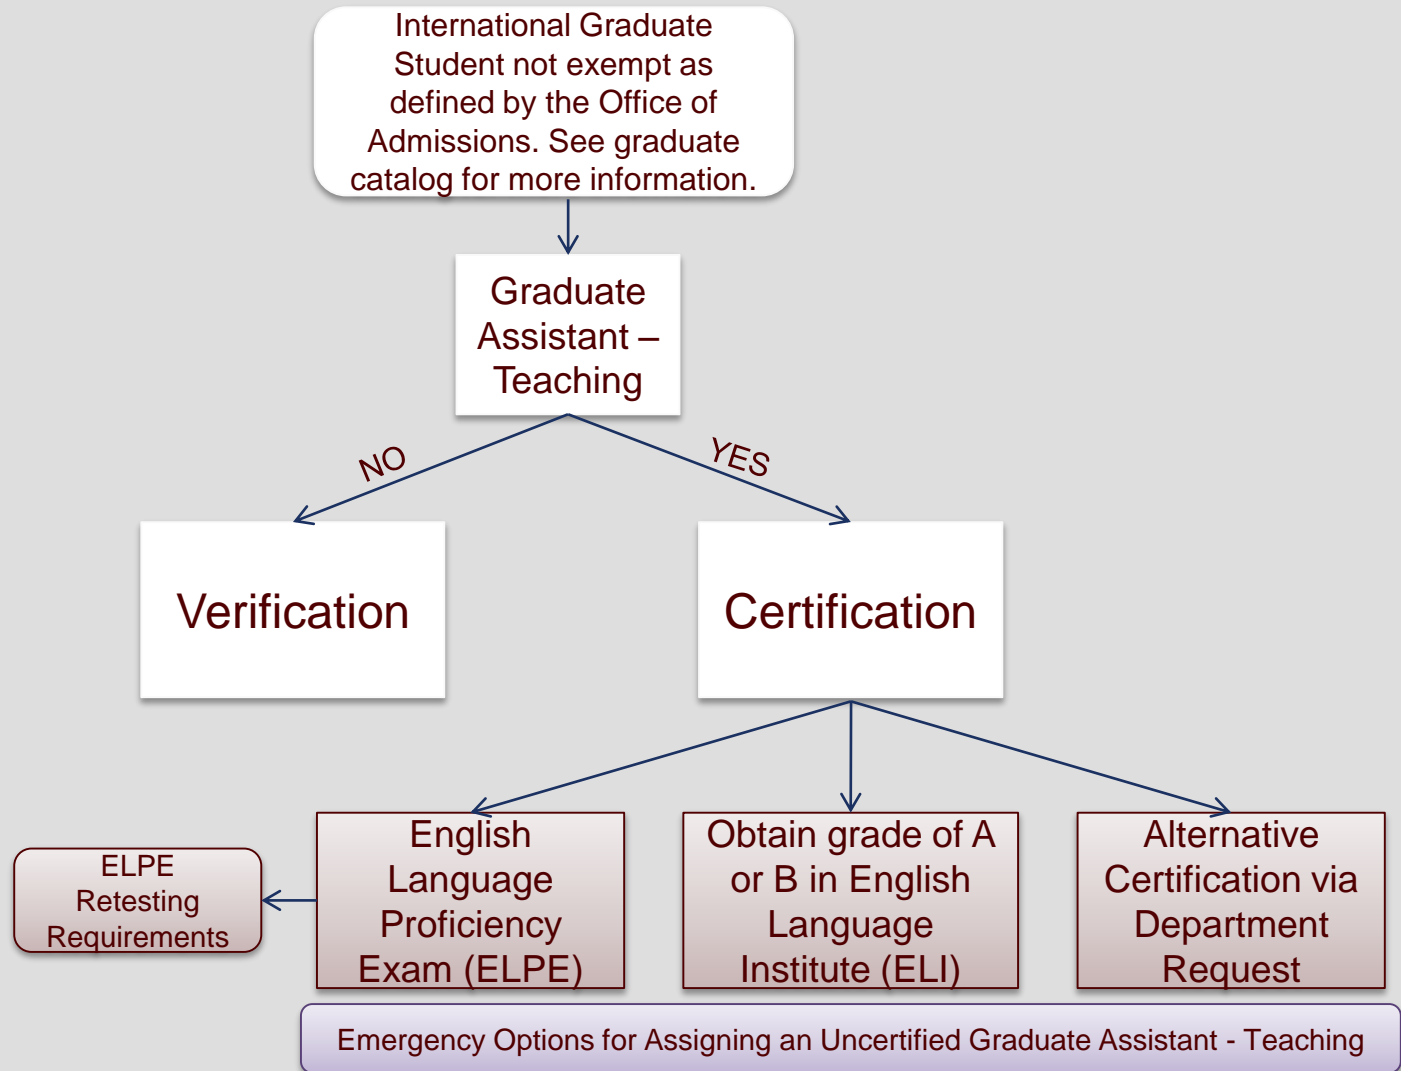 International Graduate
Student not exempt as
defined by the Office of
Admissions. See graduate
catalog for more information.
Graduate
Assistant –
Teaching
NO
YES
Verification
Certification
ELPE
Retesting
Requirements
English
Language
Proficiency
Exam (ELPE)
Obtain grade of A
or B in English
Language
Institute (ELI)
Alternative
Certification via
Department
Request
Emergency Options for Assigning an Uncertified Graduate Assistant - Teaching